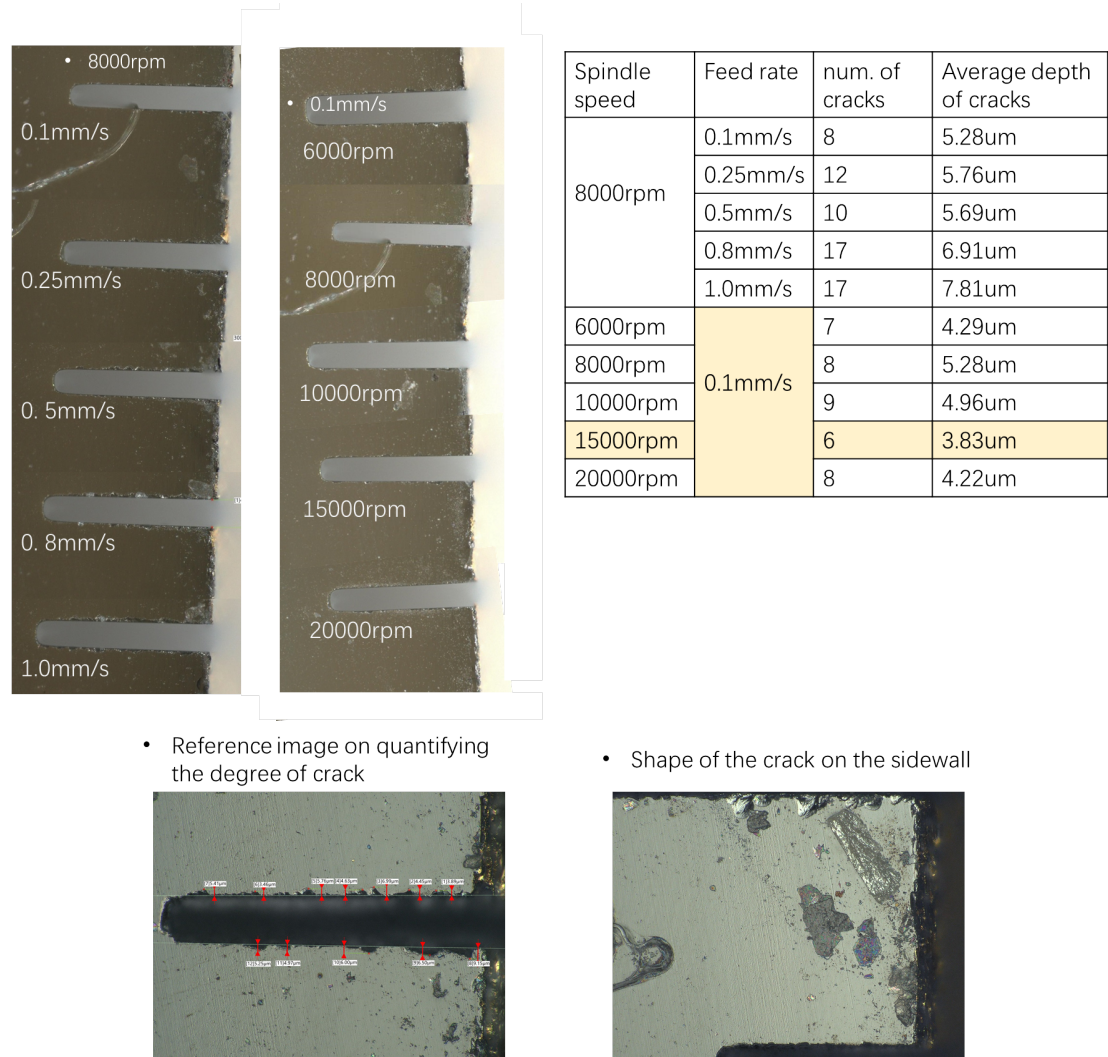 • 8000rpm
0.1mm/s
0.25mm/s
0. 5mm/s
0. 8mm/s
1.0mm/s
• 0.1mm/s
6000rpm
8000rpm
10000rpm
15000rpm
20000rpm
Spindle speed Feed rate num. of cracks Average depth of cracks
8000rpm
0.1mm/s 8 5.28um
0.25mm/s 12 5.76um
0.5mm/s 10 5.69um
0.8mm/s 17 6.91um
1.0mm/s 17 7.81um
0.1mm/s
6000rpm 7 4.29um
8000rpm 8 5.28um
10000rpm 9 4.96um
15000rpm 6 3.83um
20000rpm 8 4.22um
• Reference image on quantifying
the degree of crack
• Shape of the crack on the sidewall